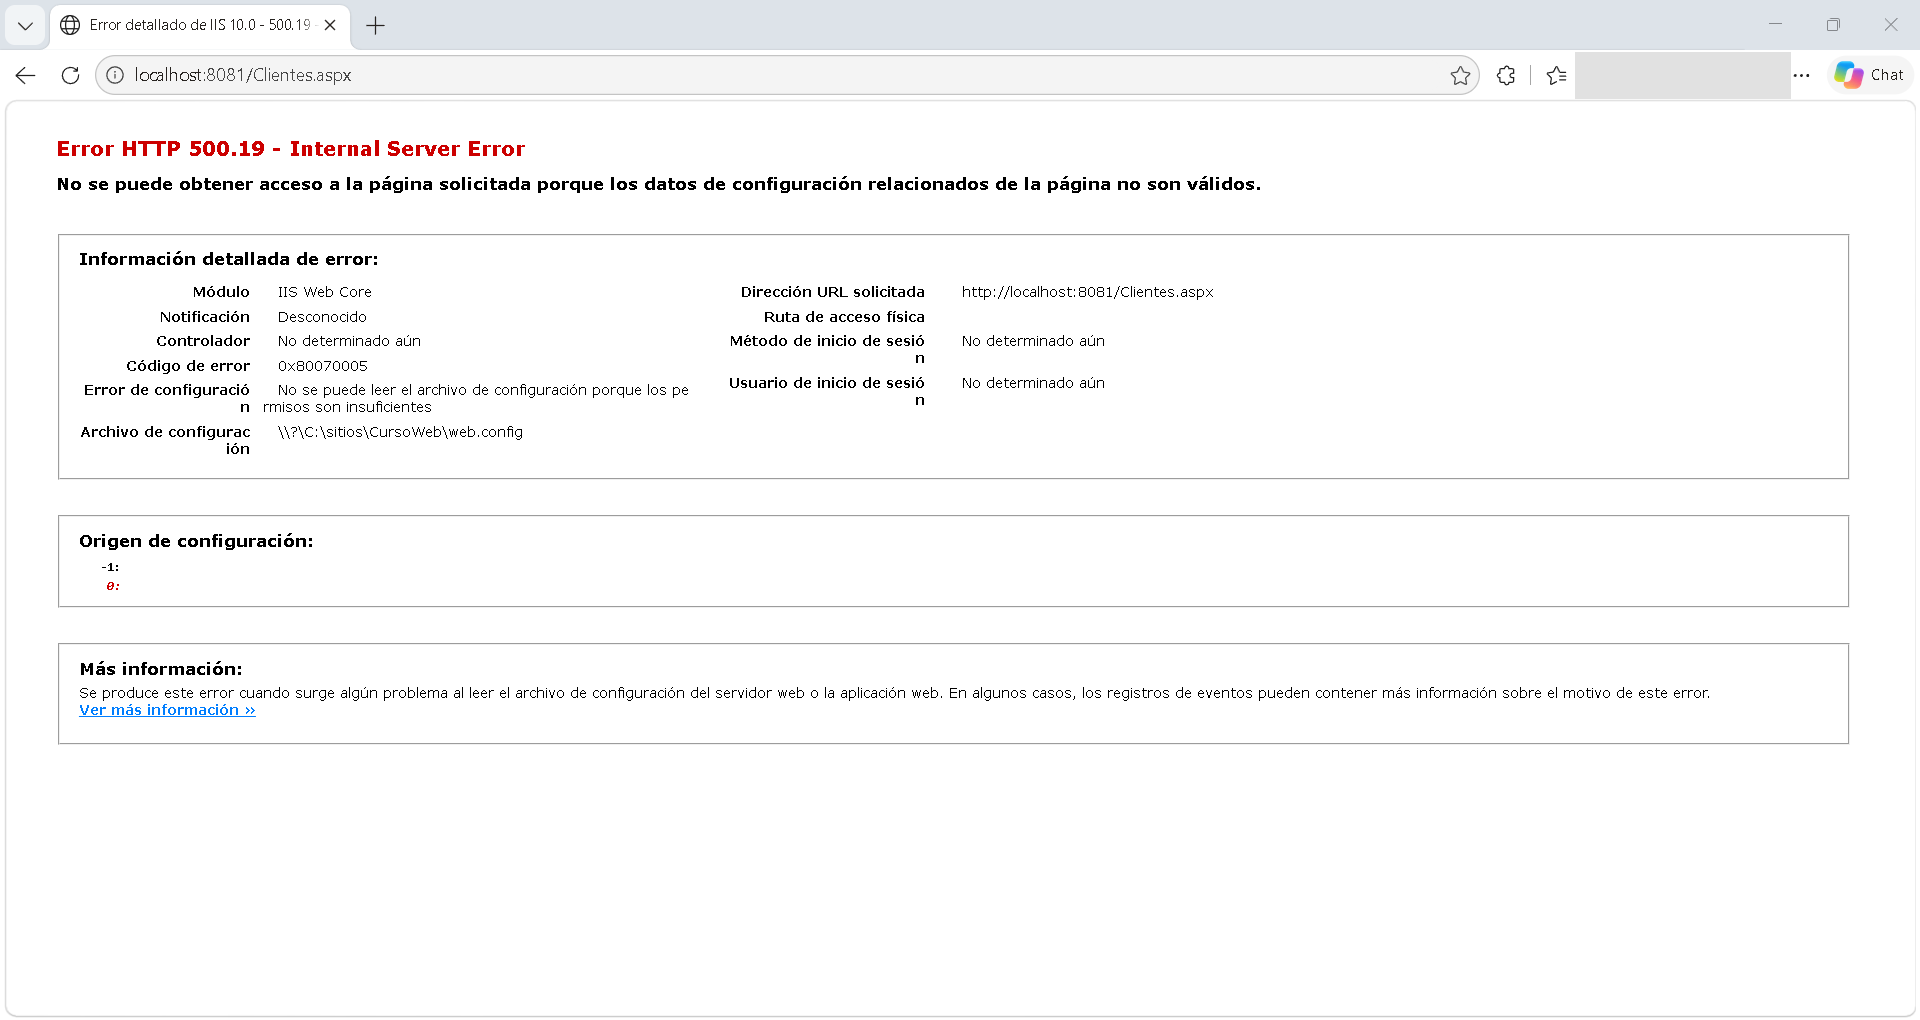 Error detallado de IIS 10.0 - 500.19 -
localhost:8081/Clientes.aspx
Chat
Error HTTP 500.19 - Internal Server Error
No se puede obtener acceso a la página solicitada porque los datos de configuración relacionados de la página no son válidos.
Información detallada de error:
Módulo IIS Web Core
Notificación Desconocido
Controlador No determinado aún
Código de error 0x80070005
Error de configuració No se puede leer el archivo de configuración porque los pe
n rmisos son insuficientes
Archivo de configurac \\?\C:\sitios\CursoWeb\web.config
ión
Dirección URL solicitada http://localhost:8081/Clientes.aspx
Ruta de acceso física
Método de inicio de sesió No determinado aún
n
Usuario de inicio de sesió No determinado aún
n
Origen de configuración:
-1:
0:
Más información:
Se produce este error cuando surge algún problema al leer el archivo de configuración del servidor web o la aplicación web. En algunos casos, los registros de eventos pueden contener más información sobre el motivo de este error.
Ver más información »